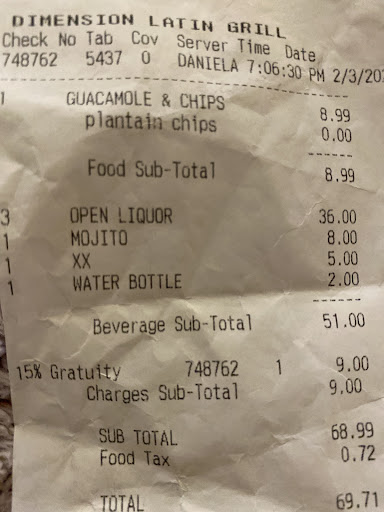 DIMENSION LATIN GRILL
Check No Tab Cov Server Time Date
748762 5437 0 DANIELA 7:06:30 PM 2/3/20
1 GUACAMOLE & CHIPS 8.99
plantain chips 0.00
------
Food Sub-Total 8.99
3 OPEN LIQUOR 36.00
1 MOJITO 8.00
1 XX 5.00
1 WATER BOTTLE 2.00
------
Beverage Sub-Total 51.00
15% Gratuity 748762 1 9.00
Charges Sub-Total 9.00
SUB TOTAL 68.99
Food Tax 0.72
TOTAL 69.71